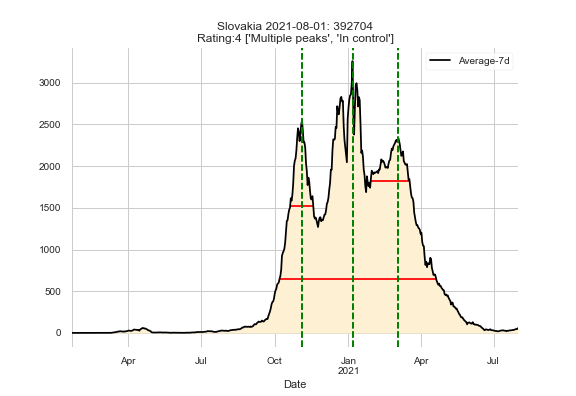 Slovakia 2021-08-01: 392704
Rating:4 ['Multiple peaks', 'In control']
Average-7d
3000
2500
2000
1500
1000
500
0
Apr
Jul
Oct
Jan
2021
Apr
Jul
Date